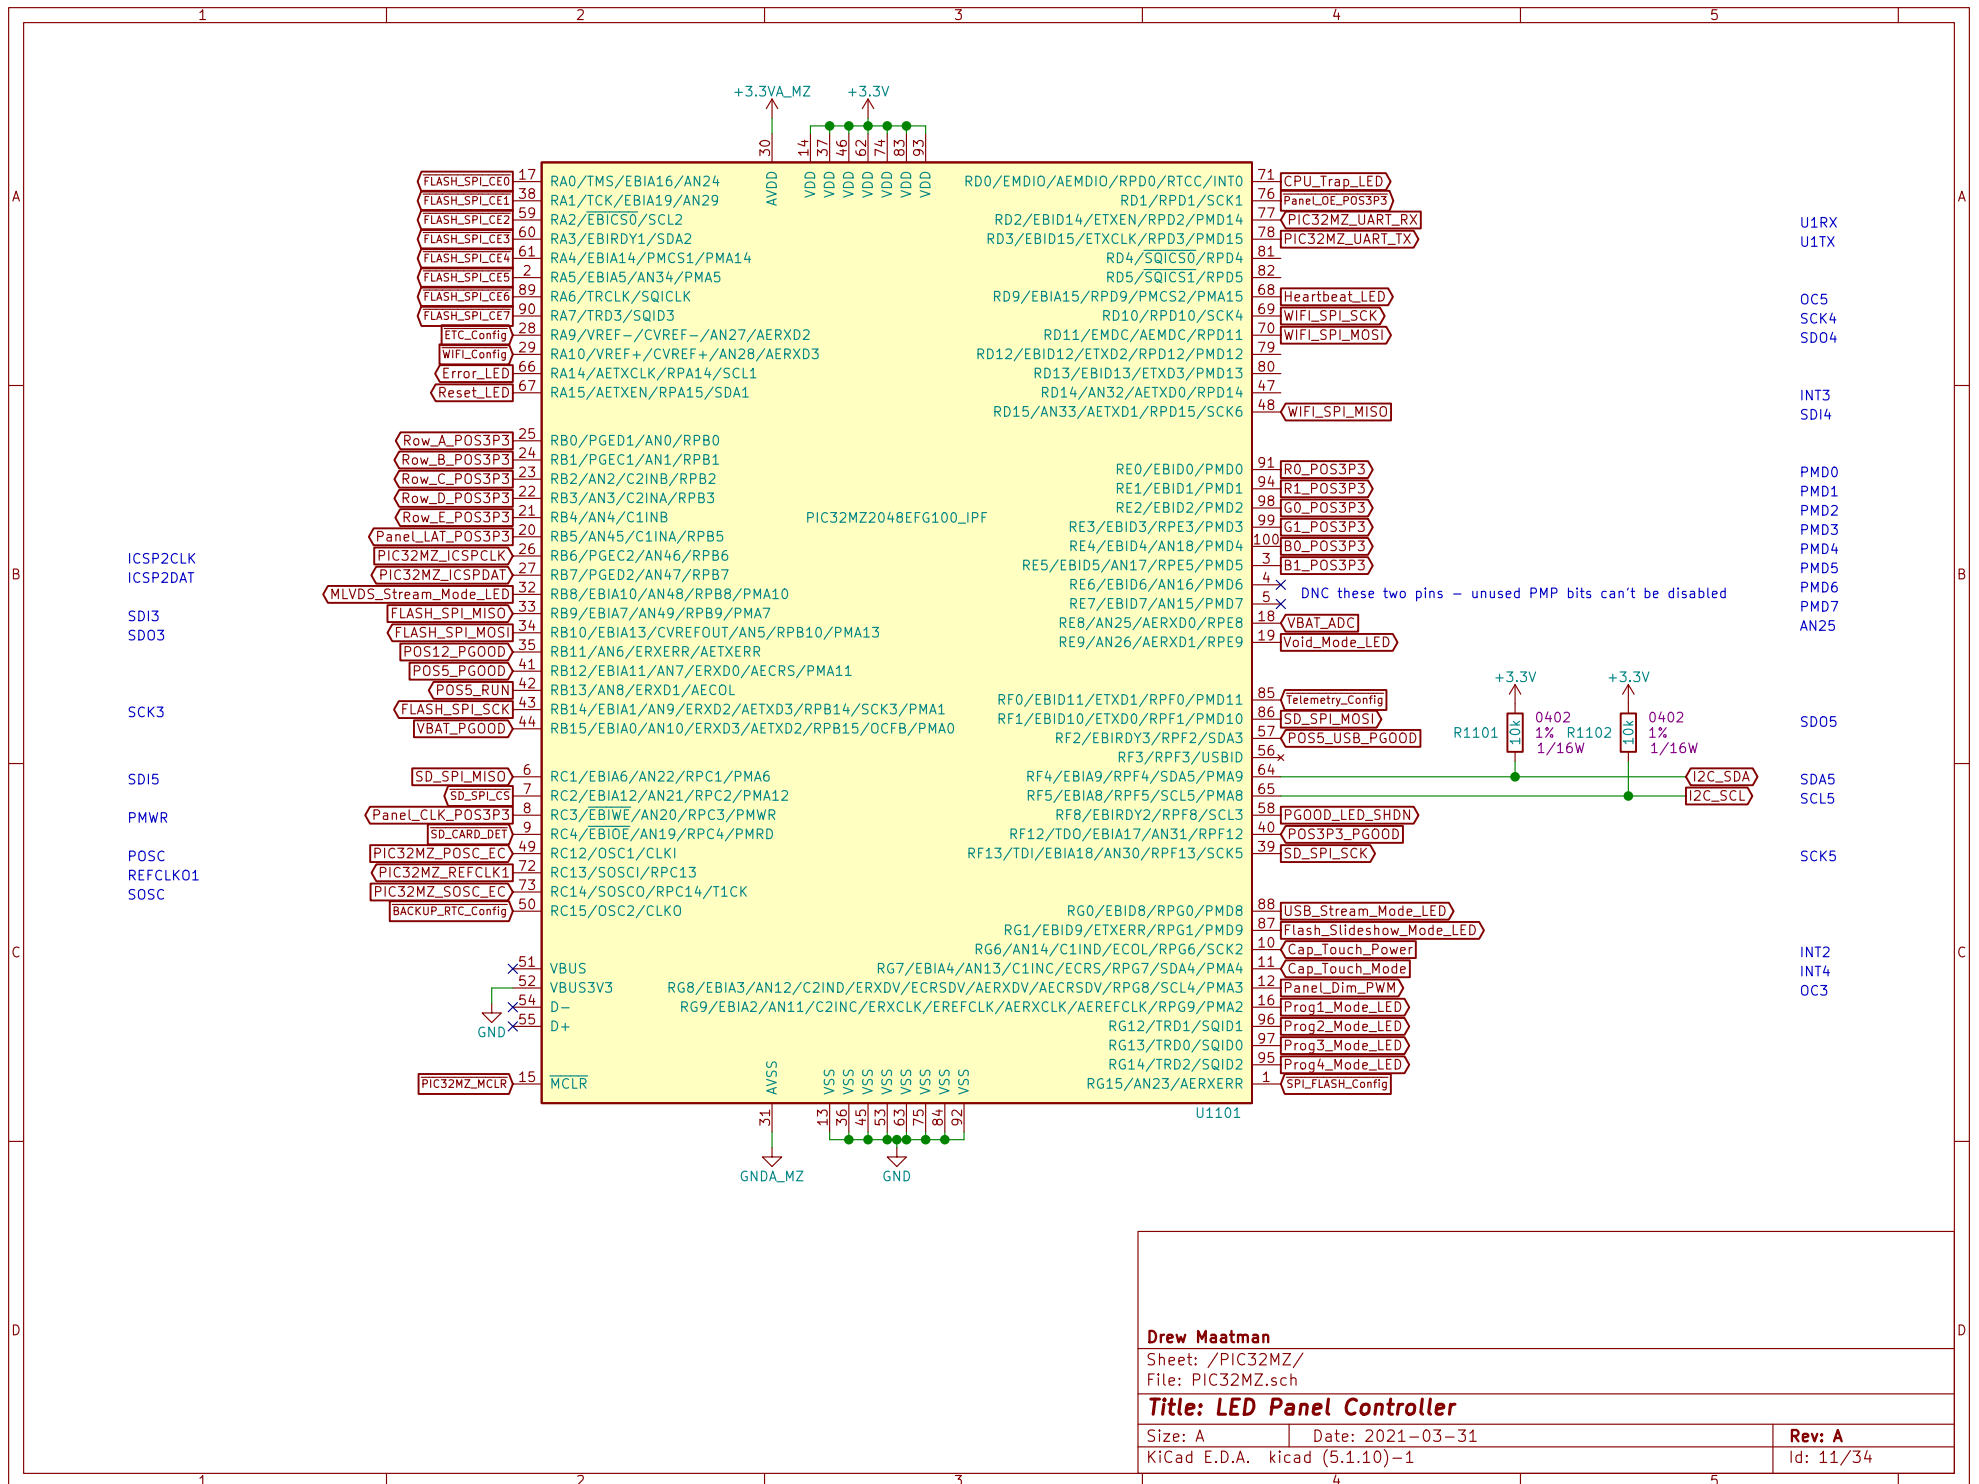 1 2 3 4 5
+3.3VA_MZ +3.3V
30 14 37 46 62 74 83 93
AVDD VDD VDD VDD VDD VDD VDD VDD
A A
FLASH_SPI_CE0 17 RA0/TMS/EBIA16/AN24 RD0/EMDIO/AEMDIO/RPD0/RTCC/INT0 71 CPU_Trap_LED
FLASH_SPI_CE1 38 RA1/TCK/EBIA19/AN29 RD1/RPD1/SCK1 76 Panel_OE_POS3P3
FLASH_SPI_CE2 59 RA2/EBICS0/SCL2 RD2/EBID14/ETXEN/RPD2/PMD14 77 PIC32MZ_UART_RX U1RX
FLASH_SPI_CE3 60 RA3/EBIRDY1/SDA2 RD3/EBID15/ETXCLK/RPD3/PMD15 78 PIC32MZ_UART_TX U1TX
FLASH_SPI_CE4 61 RA4/EBIA14/PMCS1/PMA14 RD4/SQICS0/RPD4 81
FLASH_SPI_CE5 2 RA5/EBIA5/AN34/PMA5 RD5/SQICS1/RPD5 82
FLASH_SPI_CE6 89 RA6/TRCLK/SQICLK RD9/EBIA15/RPD9/PMCS2/PMA15 68 Heartbeat_LED OC5
FLASH_SPI_CE7 90 RA7/TRD3/SQID3 RD10/RPD10/SCK4 69 WIFI_SPI_SCK SCK4
ETC_Config 28 RA9/VREF-/CVREF-/AN27/AERXD2 RD11/EMDC/AEMDC/RPD11 70 WIFI_SPI_MOSI SDO4
WIFI_Config 29 RA10/VREF+/CVREF+/AN28/AERXD3 RD12/EBID12/ETXD2/RPD12/PMD12 79
Error_LED 66 RA14/AETXCLK/RPA14/SCL1 RD13/EBID13/ETXD3/PMD13 80
Reset_LED 67 RA15/AETXEN/RPA15/SDA1 RD14/AN32/AETXD0/RPD14 47 INT3
RD15/AN33/AETXD1/RPD15/SCK6 48 WIFI_SPI_MISO SDI4
Row_A_POS3P3 25 RB0/PGED1/AN0/RPB0
Row_B_POS3P3 24 RB1/PGEC1/AN1/RPB1 RE0/EBID0/PMD0 91 R0_POS3P3 PMD0
Row_C_POS3P3 23 RB2/AN2/C2INB/RPB2 RE1/EBID1/PMD1 94 R1_POS3P3 PMD1
Row_D_POS3P3 22 RB3/AN3/C2INA/RPB3 RE2/EBID2/PMD2 98 G0_POS3P3 PMD2
Row_E_POS3P3 21 RB4/AN4/C1INB PIC32MZ2048EFG100_IPF RE3/EBID3/RPE3/PMD3 99 G1_POS3P3 PMD3
Panel_LAT_POS3P3 20 RB5/AN45/C1INA/RPB5 RE4/EBID4/AN18/PMD4 100 B0_POS3P3 PMD4
ICSP2CLK PIC32MZ_ICSPCLK 26 RB6/PGEC2/AN46/RPB6 RE5/EBID5/AN17/RPE5/PMD5 3 B1_POS3P3 PMD5
B ICSP2DAT PIC32MZ_ICSPDAT 27 RB7/PGED2/AN47/RPB7 RE6/EBID6/AN16/PMD6 4 PMD6 B
DNC these two pins – unused PMP bits can't be disabled
MLVDS_Stream_Mode_LED 32 RB8/EBIA10/AN48/RPB8/PMA10 RE7/EBID7/AN15/PMD7 5 PMD7
SDI3 FLASH_SPI_MISO 33 RB9/EBIA7/AN49/RPB9/PMA7 RE8/AN25/AERXD0/RPE8 18 VBAT_ADC AN25
SDO3 FLASH_SPI_MOSI 34 RB10/EBIA13/CVREFOUT/AN5/RPB10/PMA13 RE9/AN26/AERXD1/RPE9 19 Void_Mode_LED
POS12_PGOOD 35 RB11/AN6/ERXERR/AETXERR
POS5_PGOOD 41 RB12/EBIA11/AN7/ERXD0/AECRS/PMA11 +3.3V +3.3V
POS5_RUN 42 RB13/AN8/ERXD1/AECOL RF0/EBID11/ETXD1/RPF0/PMD11 85 Telemetry_Config
SCK3 FLASH_SPI_SCK 43 RB14/EBIA1/AN9/ERXD2/AETXD3/RPB14/SCK3/PMA1 RF1/EBID10/ETXD0/RPF1/PMD10 86 SD_SPI_MOSI SDO5
VBAT_PGOOD 44 RB15/EBIA0/AN10/ERXD3/AETXD2/RPB15/OCFB/PMA0 RF2/EBIRDY3/RPF2/SDA3 57 POS5_USB_PGOOD
R1101 10k 0402 1% 1/16W R1102 10k 0402 1% 1/16W
RF3/RPF3/USBID 56
SDI5 SD_SPI_MISO 6 RC1/EBIA6/AN22/RPC1/PMA6 RF4/EBIA9/RPF4/SDA5/PMA9 64 I2C_SDA SDA5
SD_SPI_CS 7 RC2/EBIA12/AN21/RPC2/PMA12 RF5/EBIA8/RPF5/SCL5/PMA8 65 I2C_SCL SCL5
PMWR Panel_CLK_POS3P3 8 RC3/EBIWE/AN20/RPC3/PMWR RF8/EBIRDY2/RPF8/SCL3 58 PGOOD_LED_SHDN
SD_CARD_DET 9 RC4/EBIOE/AN19/RPC4/PMRD RF12/TDO/EBIA17/AN31/RPF12 40 POS3P3_PGOOD
POSC PIC32MZ_POSC_EC 49 RC12/OSC1/CLKI RF13/TDI/EBIA18/AN30/RPF13/SCK5 39 SD_SPI_SCK SCK5
REFCLKO1 PIC32MZ_REFCLK1 72 RC13/SOSCI/RPC13
SOSC PIC32MZ_SOSC_EC 73 RC14/SOSCO/RPC14/T1CK
BACKUP_RTC_Config 50 RC15/OSC2/CLKO RG0/EBID8/RPG0/PMD8 88 USB_Stream_Mode_LED
RG1/EBID9/ETXERR/RPG1/PMD9 87 Flash_Slideshow_Mode_LED
C RG6/AN14/C1IND/ECOL/RPG6/SCK2 10 Cap_Touch_Power INT2 C
51 VBUS RG7/EBIA4/AN13/C1INC/ECRS/RPG7/SDA4/PMA4 11 Cap_Touch_Mode INT4
52 VBUS3V3 RG8/EBIA3/AN12/C2IND/ERXDV/ECRSDV/AERXDV/AECRSDV/RPG8/SCL4/PMA3 12 Panel_Dim_PWM OC3
54 D- RG9/EBIA2/AN11/C2INC/ERXCLK/EREFCLK/AERXCLK/AEREFCLK/RPG9/PMA2 16 Prog1_Mode_LED
GND 55 D+ RG12/TRD1/SQID1 96 Prog2_Mode_LED
RG13/TRD0/SQID0 97 Prog3_Mode_LED
RG14/TRD2/SQID2 95 Prog4_Mode_LED
PIC32MZ_MCLR 15 MCLR RG15/AN23/AERXERR 1 SPI_FLASH_Config
AVSS VSS VSS VSS VSS VSS VSS VSS VSS
U1101
31 13 36 45 53 63 75 84 92
GNDA_MZ GND
D D
Drew Maatman
Sheet: /PIC32MZ/
File: PIC32MZ.sch
Title: LED Panel Controller
Size: A Date: 2021-03-31 Rev: A
KiCad E.D.A. kicad (5.1.10)-1 Id: 11/34
1 2 3 4 5